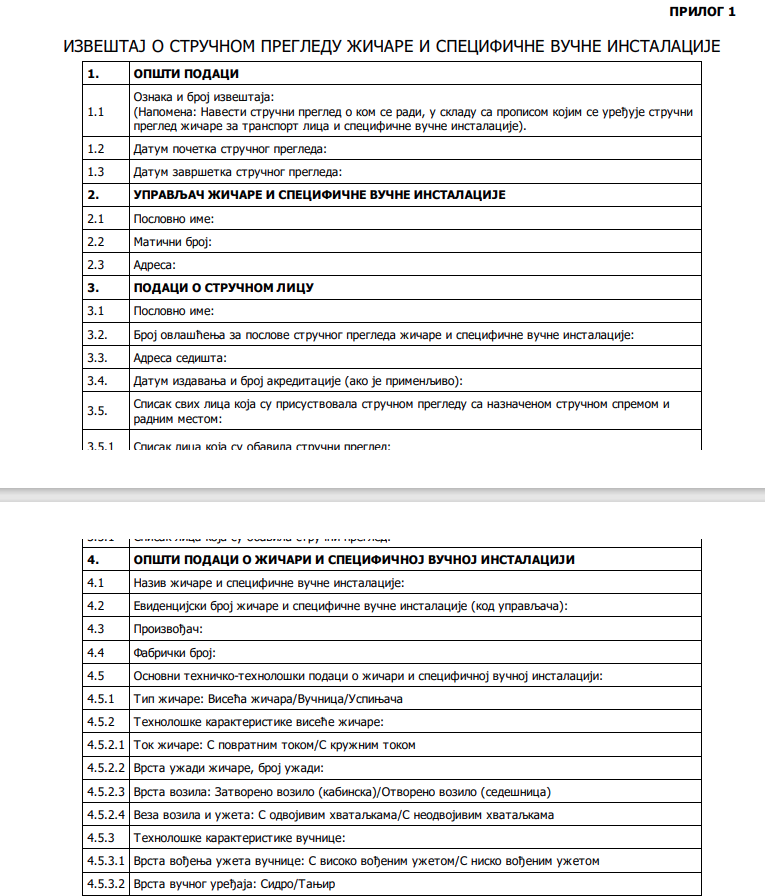 ПРИЛОГ 1
ИЗВЕШТАЈ О СТРУЧНОМ ПРЕГЛЕДУ ЖИЧАРЕ И СПЕЦИФИЧНЕ ВУЧНЕ ИНСТАЛАЦИЈЕ
1. ОПШТИ ПОДАЦИ
1.1 Ознака и број извештаја:
(Напомена: Навести стручни преглед о ком се ради, у складу са прописом којим се уређује стручни
преглед жичаре за транспорт лица и специфичне вучне инсталације).
1.2 Датум почетка стручног прегледа:
1.3 Датум завршетка стручног прегледа:
2. УПРАВЉАЧ ЖИЧАРЕ И СПЕЦИФИЧНЕ ВУЧНЕ ИНСТАЛАЦИЈЕ
2.1 Пословно име:
2.2 Матични број:
2.3 Адреса:
3. ПОДАЦИ О СТРУЧНОМ ЛИЦУ
3.1 Пословно име:
3.2. Број овлашћења за послове стручног прегледа жичаре и специфичне вучне инсталације:
3.3. Адреса седишта:
3.4. Датум издавања и број акредитације (ако је применљиво):
3.5. Списак свих лица која су присуствовала стручном прегледу са назначеном стручном спремом и
радним местом:
3.5.1 Списак лица која су обавила стручни преглед:
3.5.1 Списак лица која су обавила стручни преглед:
4. ОПШТИ ПОДАЦИ О ЖИЧАРИ И СПЕЦИФИЧНОЈ ВУЧНОЈ ИНСТАЛАЦИЈИ
4.1 Назив жичаре и специфичне вучне инсталације:
4.2 Евиденцијски број жичаре и специфичне вучне инсталације (код управљача):
4.3 Произвођач:
4.4 Фабрички број:
4.5 Основни техничко-технолошки подаци о жичари и специфичној вучној инсталацији:
4.5.1 Тип жичаре: Висећа жичара/Вучница/Успињача
4.5.2 Технолошке карактеристике висеће жичаре:
4.5.2.1 Ток жичаре: С повратним током/С кружним током
4.5.2.2 Врста ужади жичаре, број ужади:
4.5.2.3 Врста возила: Затворено возило (кабинска)/Отворено возило (седешница)
4.5.2.4 Веза возила и ужета: С одвојивим хватаљкама/С неодвојивим хватаљкама
4.5.3 Технолошке карактеристике вучнице:
4.5.3.1 Врста вођења ужета вучнице: С високо вођеним ужетом/С ниско вођеним ужетом
4.5.3.2 Врста вучног уређаја: Сидро/Тањир